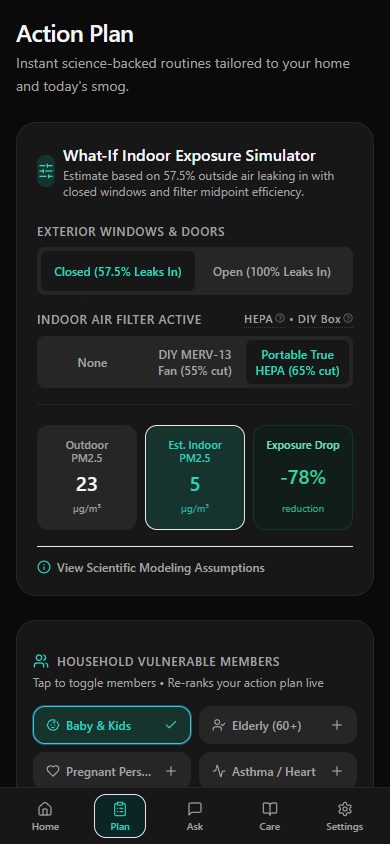 Action Plan
Instant science-backed routines tailored to your home
and today's smog.
What-If Indoor Exposure Simulator
Estimate based on 57.5% outside air leaking in with
closed windows and filter midpoint efficiency.
EXTERIOR WINDOWS & DOORS
Closed (57.5% Leaks In)
Open (100% Leaks In)
INDOOR AIR FILTER ACTIVE
HEPA • DIY Box
None
DIY MERV-13
Fan (55% cut)
Portable True
HEPA (65% cut)
Outdoor
PM2.5
23
µg/m³
Est. Indoor
PM2.5
5
µg/m³
Exposure Drop
-78%
reduction
View Scientific Modeling Assumptions
HOUSEHOLD VULNERABLE MEMBERS
Tap to toggle members • Re-ranks your action plan live
Baby & Kids
Elderly (60+)
Pregnant Pers...
Asthma / Heart
Home
Plan
Ask
Care
Settings